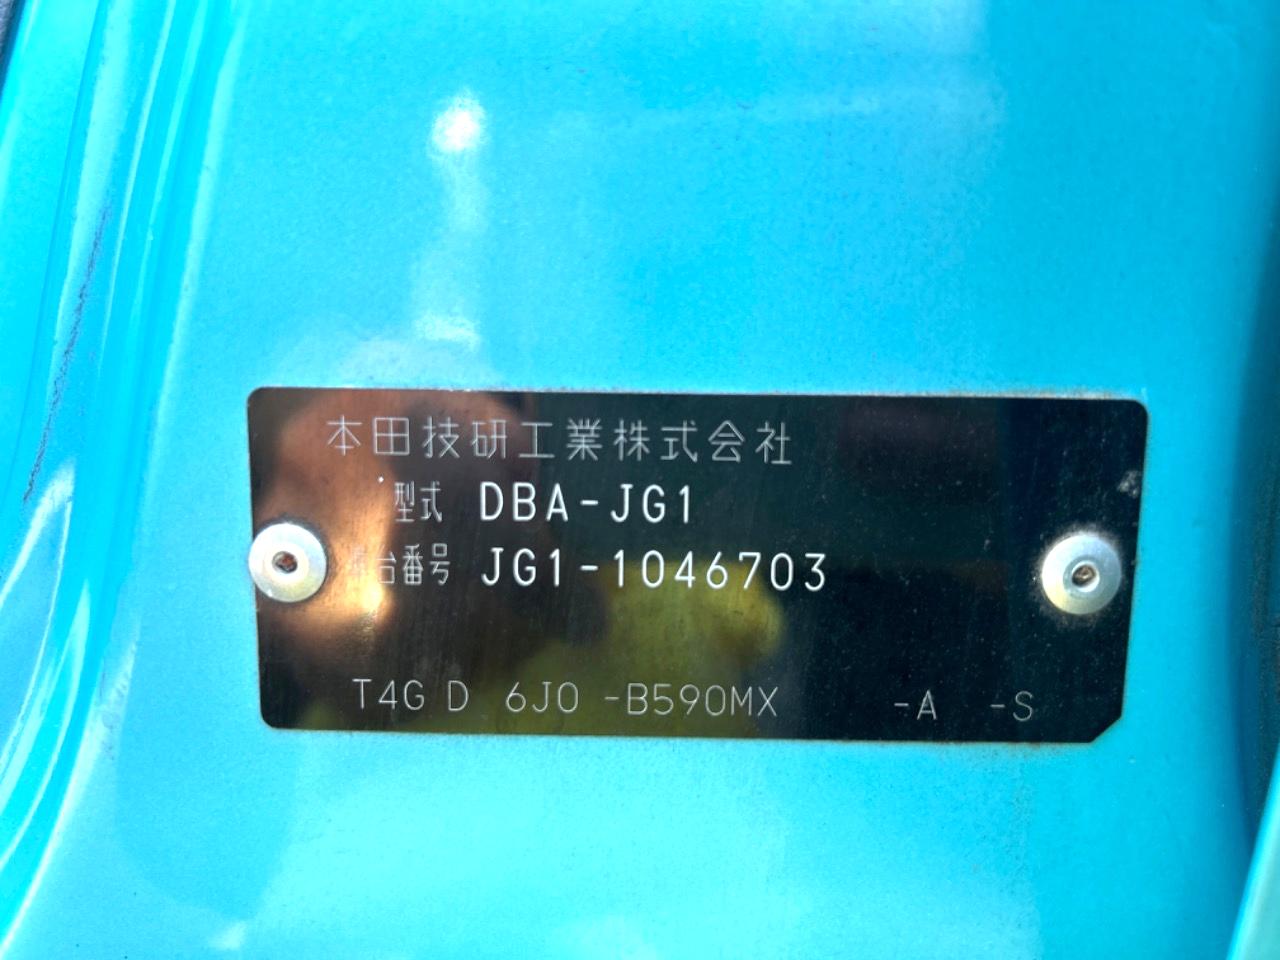 本田技研工業株式会社
型式 DBA-JG1
台番号 JG1-1046703
T4G D 6J0 -B590MX -A -S